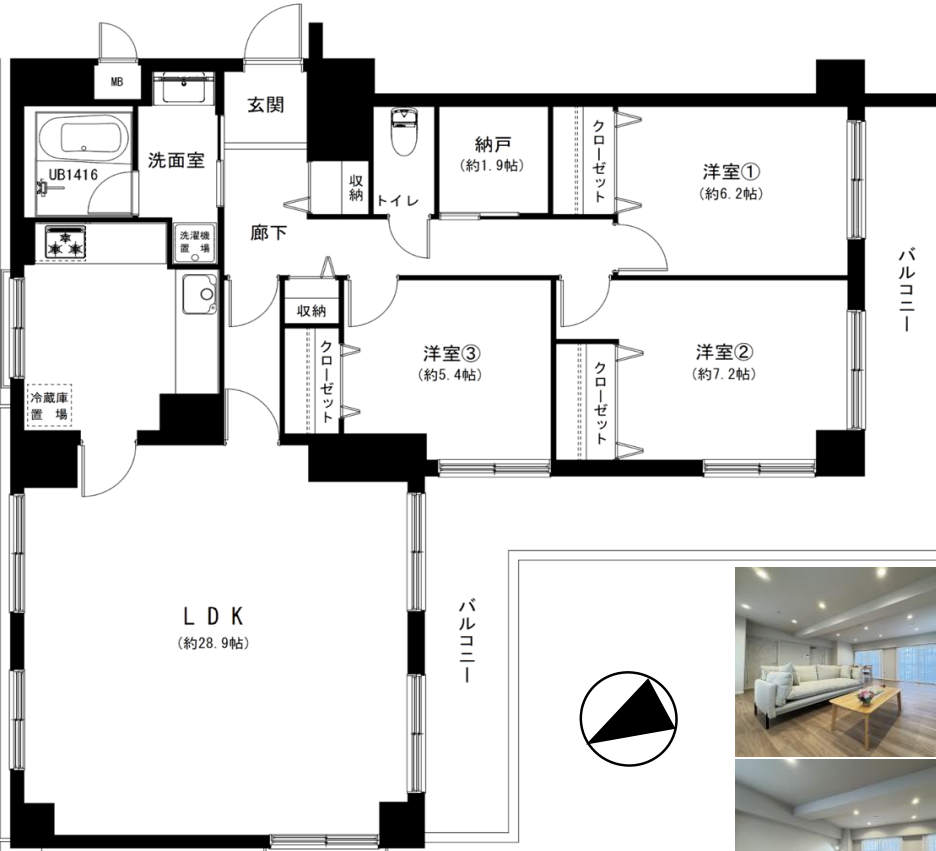 MB
玄関
UB1416
洗面室
洗濯機
置 場
収納
トイレ
納戸
(約1.9帖)
クローゼット
洋室①
(約6.2帖)
廊下
収納
クローゼット
洋室③
(約5.4帖)
クローゼット
洋室②
(約7.2帖)
バルコニー
冷蔵庫
置 場
LDK
(約28.9帖)
バルコニー